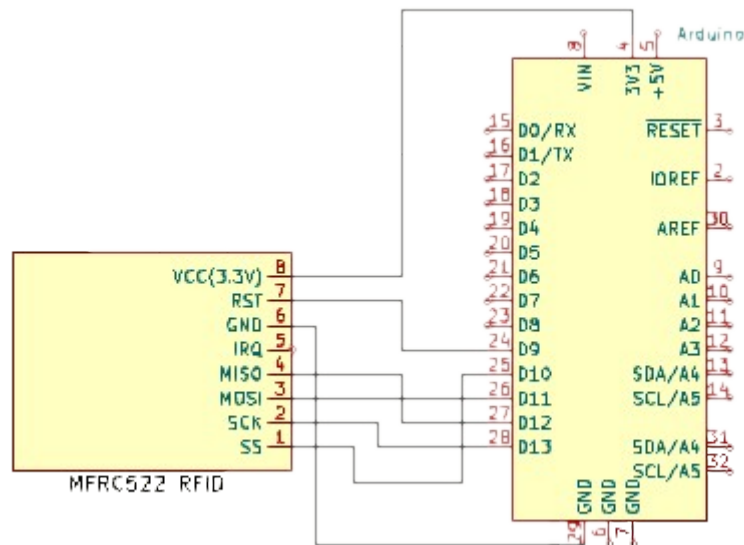 Arduino
8 4 5
VIN 3V3 +5V
15 D0/RX RESET 3
16 D1/TX
17 D2 IOREF 2
18 D3
19 D4 AREF 30
20 D5
21 D6 A0 9
22 D7 A1 10
23 D8 A2 11
24 D9 A3 12
25 D10 SDA/A4 13
26 D11 SCL/A5 14
27 D12
28 D13 SDA/A4 31
SCL/A5 32
GND GND GND
29 6 7
VCC(3.3V) 8
RST 7
GND 6
IRQ 5
MISO 4
MOSI 3
SCK 2
SS 1
MFRC522 RFID